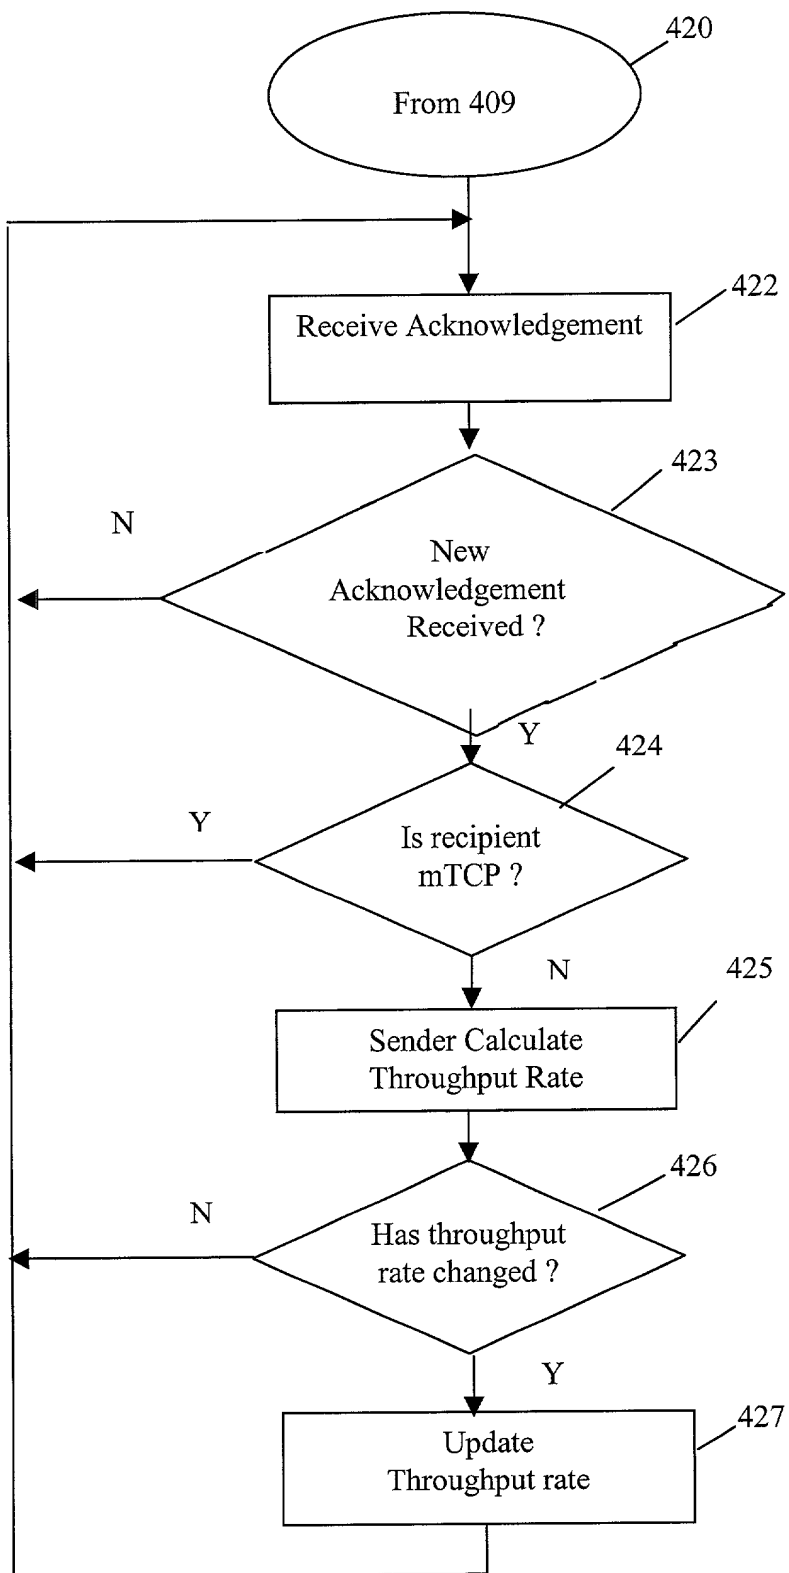 420
From 409
422
Receive Acknowledgement
423
N
New
Acknowledgement
Received ?
Y
424
Y
Is recipient
mTCP ?
N
425
Sender Calculate
Throughput Rate
426
N
Has throughput
rate changed ?
Y
427
Update
Throughput rate